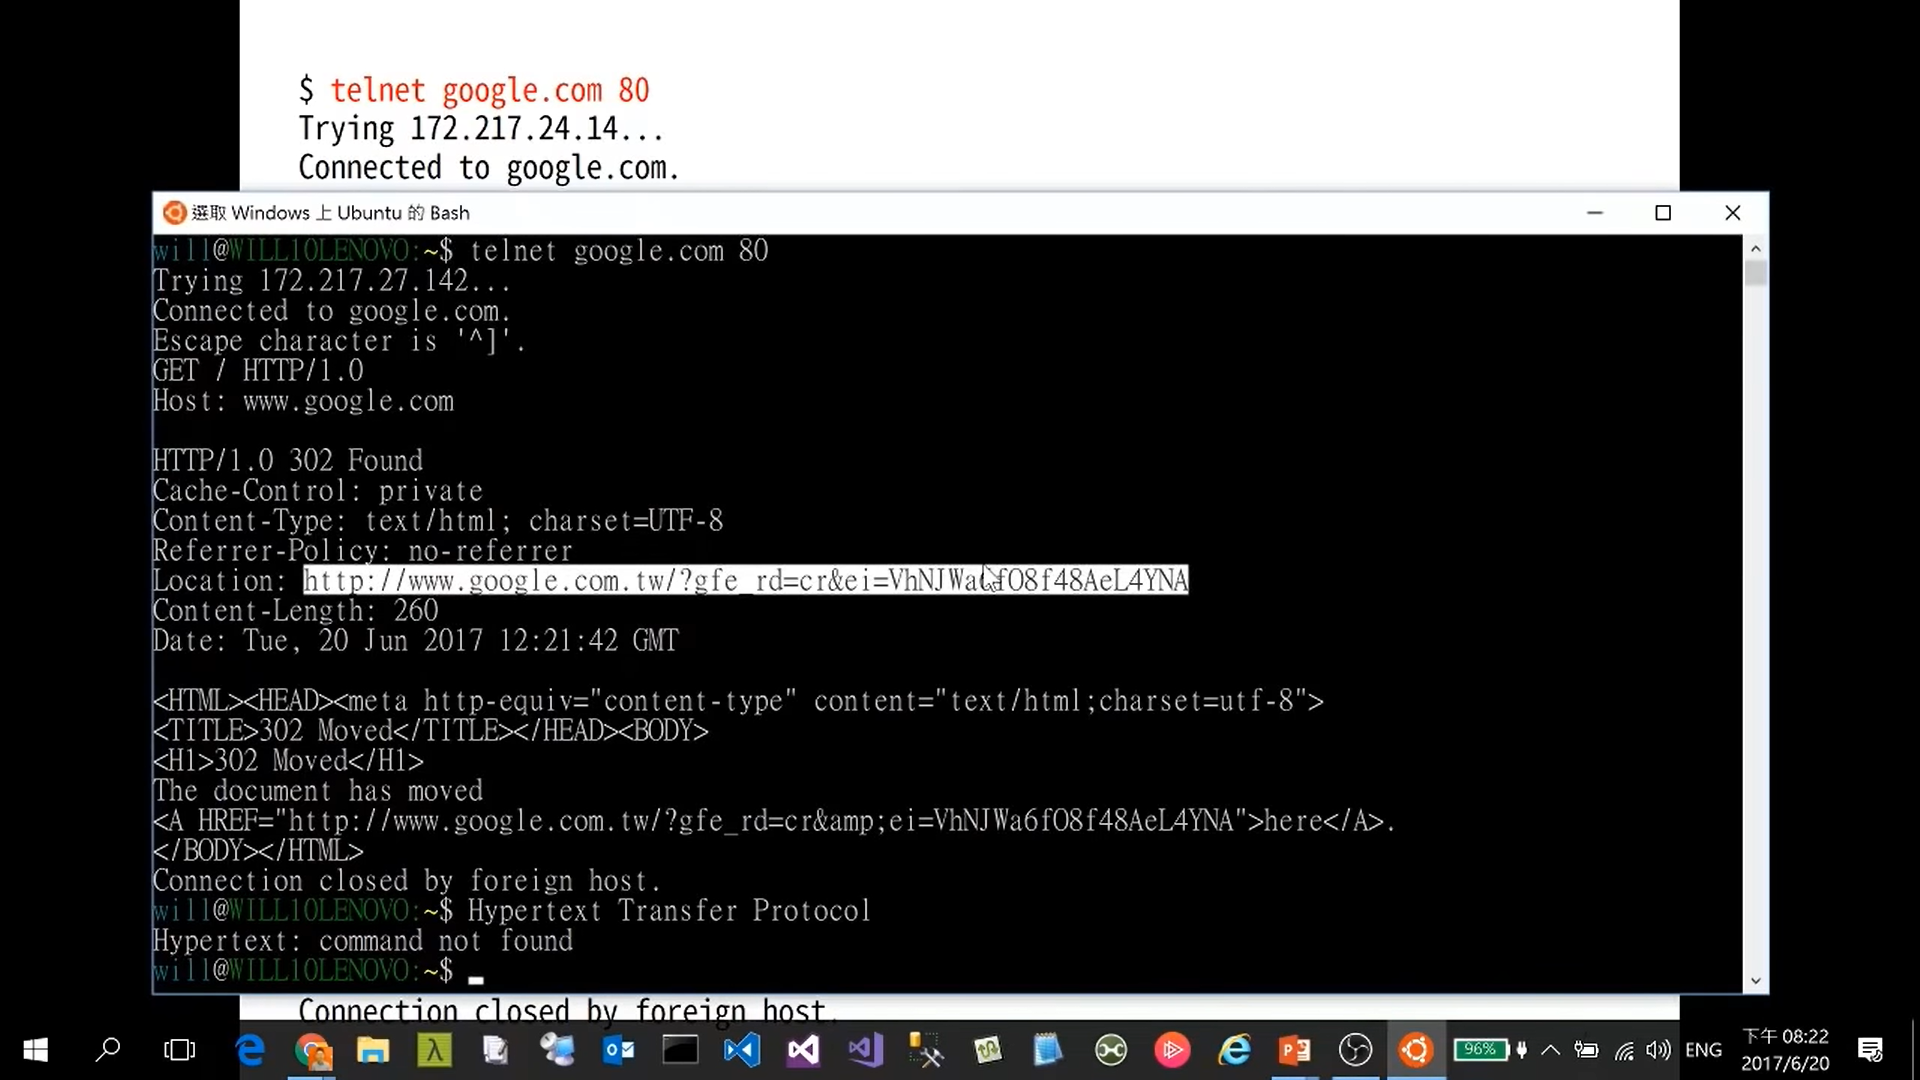 $ telnet google.com 80
Trying 172.217.24.14...
Connected to google.com.
選取 Windows 上 Ubuntu 的 Bash
will@WILL10LENOVO:~$ telnet google.com 80
Trying 172.217.27.142...
Connected to google.com.
Escape character is '^]'.
GET / HTTP/1.0
Host: www.google.com
HTTP/1.0 302 Found
Cache-Control: private
Content-Type: text/html; charset=UTF-8
Referrer-Policy: no-referrer
Location: http://www.google.com.tw/?gfe_rd=cr&ei=VhNJWa6fO8f48AeL4YNA
Content-Length: 260
Date: Tue, 20 Jun 2017 12:21:42 GMT
<HTML><HEAD><meta http-equiv="content-type" content="text/html;charset=utf-8">
<TITLE>302 Moved</TITLE></HEAD><BODY>
<H1>302 Moved</H1>
The document has moved
<A HREF="http://www.google.com.tw/?gfe_rd=cr&amp;ei=VhNJWa6fO8f48AeL4YNA">here</A>.
</BODY></HTML>
Connection closed by foreign host.
will@WILL10LENOVO:~$ Hypertext Transfer Protocol
Hypertext: command not found
will@WILL10LENOVO:~$
Connection closed by foreign host.
96%
ENG
下午 08:22
2017/6/20